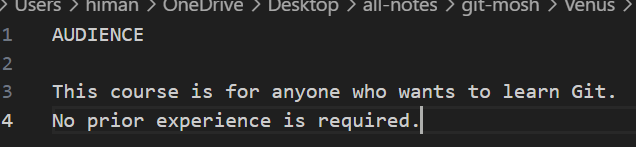 Users > himan > OneDrive > Desktop > all-notes > git-mosh > Venus >
1 AUDIENCE
2
3 This course is for anyone who wants to learn Git.
4 No prior experience is required.